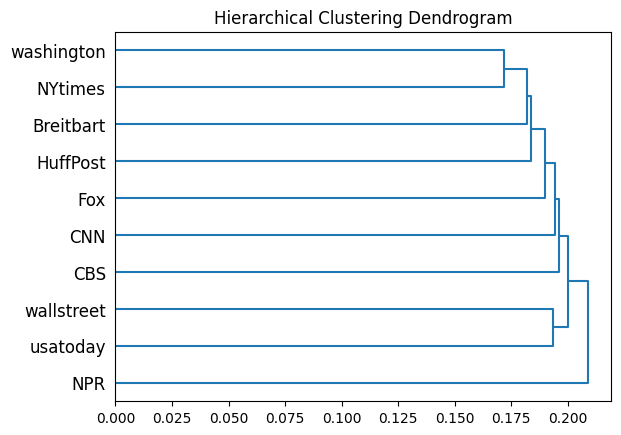 Hierarchical Clustering Dendrogram
washington
NYtimes
Breitbart
HuffPost
Fox
CNN
CBS
wallstreet
usatoday
NPR
0.000 0.025 0.050 0.075 0.100 0.125 0.150 0.175 0.200